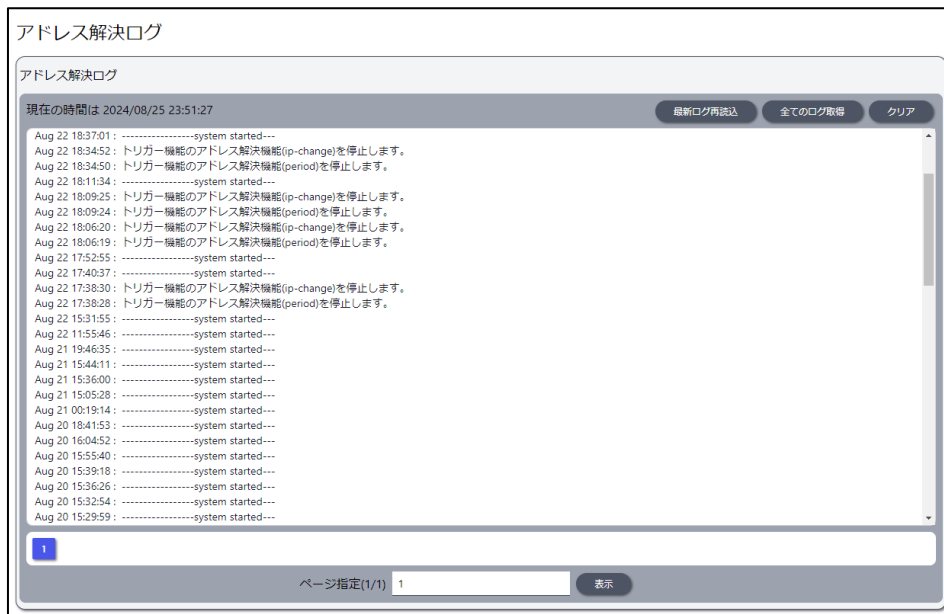 アドレス解決ログ
アドレス解決ログ
現在の時間は 2024/08/25 23:51:27 最新ログ再読込 全てのログ取得 クリア
Aug 22 18:37:01 : -----------------system started---
Aug 22 18:34:52 : トリガー機能のアドレス解決機能(ip-change)を停止します。
Aug 22 18:34:50 : トリガー機能のアドレス解決機能(period)を停止します。
Aug 22 18:11:34 : -----------------system started---
Aug 22 18:09:25 : トリガー機能のアドレス解決機能(ip-change)を停止します。
Aug 22 18:09:24 : トリガー機能のアドレス解決機能(period)を停止します。
Aug 22 18:06:20 : トリガー機能のアドレス解決機能(ip-change)を停止します。
Aug 22 18:06:19 : トリガー機能のアドレス解決機能(period)を停止します。
Aug 22 17:52:55 : -----------------system started---
Aug 22 17:40:37 : -----------------system started---
Aug 22 17:38:30 : トリガー機能のアドレス解決機能(ip-change)を停止します。
Aug 22 17:38:28 : トリガー機能のアドレス解決機能(period)を停止します。
Aug 22 15:31:55 : -----------------system started---
Aug 22 11:55:46 : -----------------system started---
Aug 21 19:46:35 : -----------------system started---
Aug 21 15:44:11 : -----------------system started---
Aug 21 15:36:00 : -----------------system started---
Aug 21 15:05:28 : -----------------system started---
Aug 21 00:19:14 : -----------------system started---
Aug 20 18:41:53 : -----------------system started---
Aug 20 16:04:52 : -----------------system started---
Aug 20 15:55:40 : -----------------system started---
Aug 20 15:39:18 : -----------------system started---
Aug 20 15:36:26 : -----------------system started---
Aug 20 15:32:54 : -----------------system started---
Aug 20 15:29:59 : -----------------system started---
1
ページ指定(1/1) 1 表示